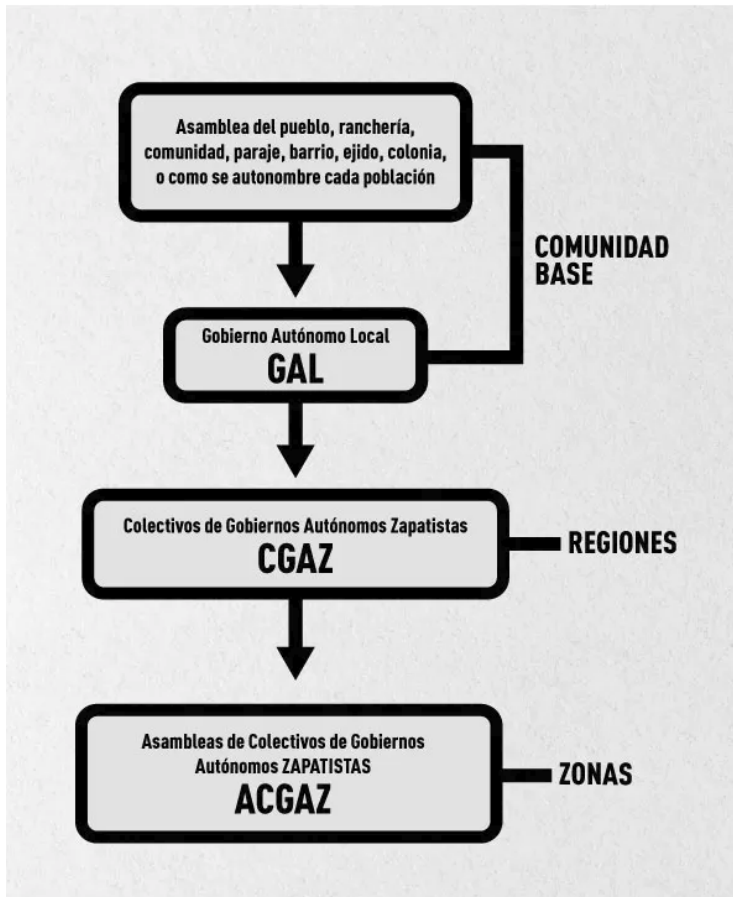 Asamblea del pueblo, ranchería,
comunidad, paraje, barrio, ejido, colonia,
o como se autonombre cada población
COMUNIDAD
BASE
Gobierno Autónomo Local
GAL
Colectivos de Gobiernos Autónomos Zapatistas
CGAZ
REGIONES
Asambleas de Colectivos de Gobiernos
Autónomos ZAPATISTAS
ACGAZ
ZONAS